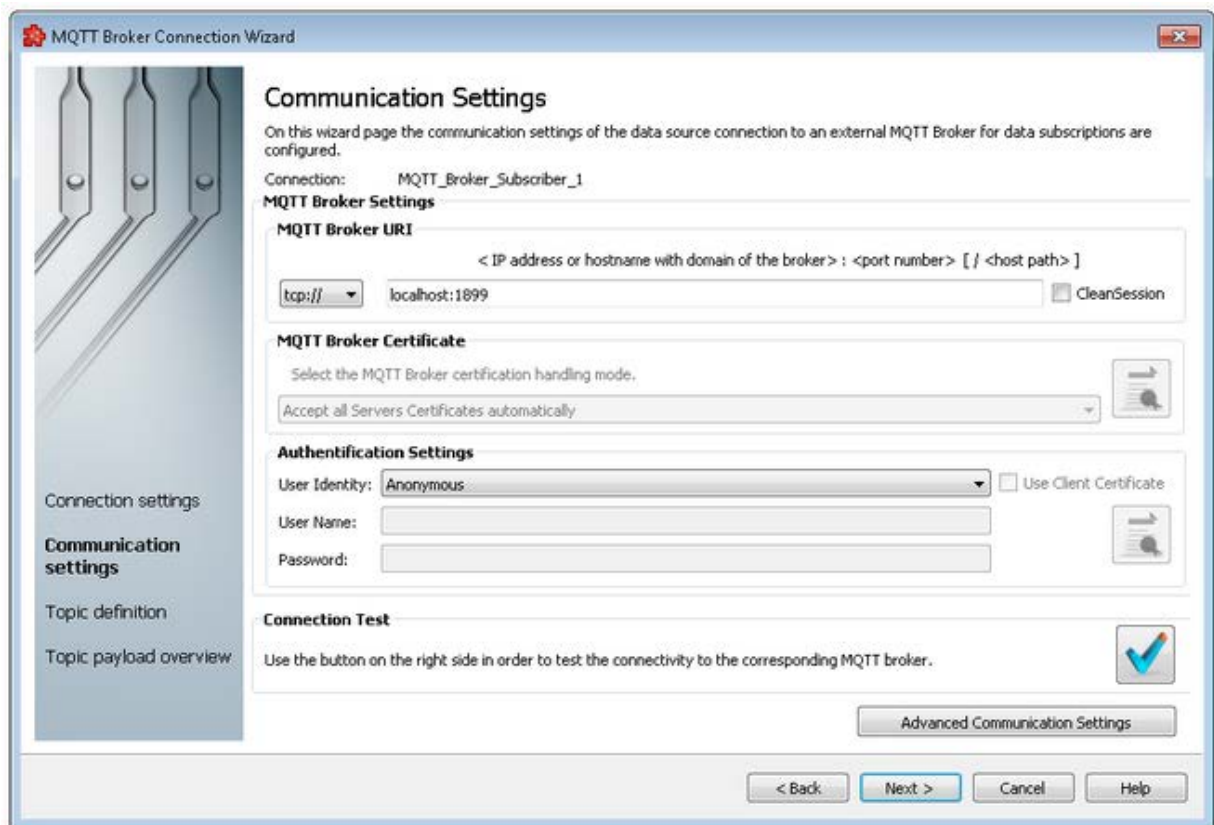 MQTT Broker Connection Wizard
Communication Settings
On this wizard page the communication settings of the data source connection to an external MQTT Broker for data subscriptions are
configured.
Connection: MQTT_Broker_Subscriber_1
MQTT Broker Settings
MQTT Broker URI
< IP address or hostname with domain of the broker> : <port number> [ / <host path> ]
tcp:// localhost:1899 CleanSession
MQTT Broker Certificate
Select the MQTT Broker certification handling mode.
Accept all Servers Certificates automatically
Authentification Settings
User Identity: Anonymous Use Client Certificate
User Name:
Password:
Connection settings
Communication
settings
Topic definition
Topic payload overview
Connection Test
Use the button on the right side in order to test the connectivity to the corresponding MQTT broker.
Advanced Communication Settings
< Back Next > Cancel Help